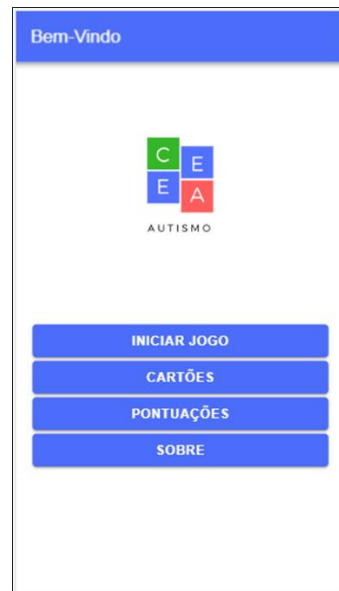 Bem-Vindo
C E
E A
AUTISMO
INICIAR JOGO
CARTÕES
PONTUAÇÕES
SOBRE